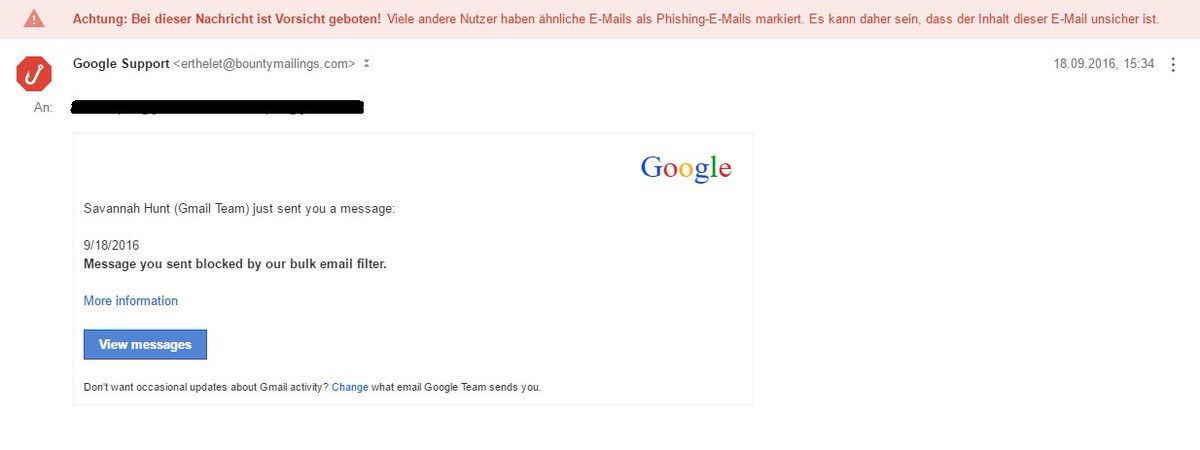 Achtung: Bei dieser Nachricht ist Vorsicht geboten! Viele andere Nutzer haben ähnliche E-Mails als Phishing-E-Mails markiert. Es kann daher sein, dass der Inhalt dieser E-Mail unsicher ist.
Google Support <erthelet@bountymailings.com> 18.09.2016, 15:34
An:
Google
Savannah Hunt (Gmail Team) just sent you a message:
9/18/2016
Message you sent blocked by our bulk email filter.
More information
View messages
Don't want occasional updates about Gmail activity? Change what email Google Team sends you.